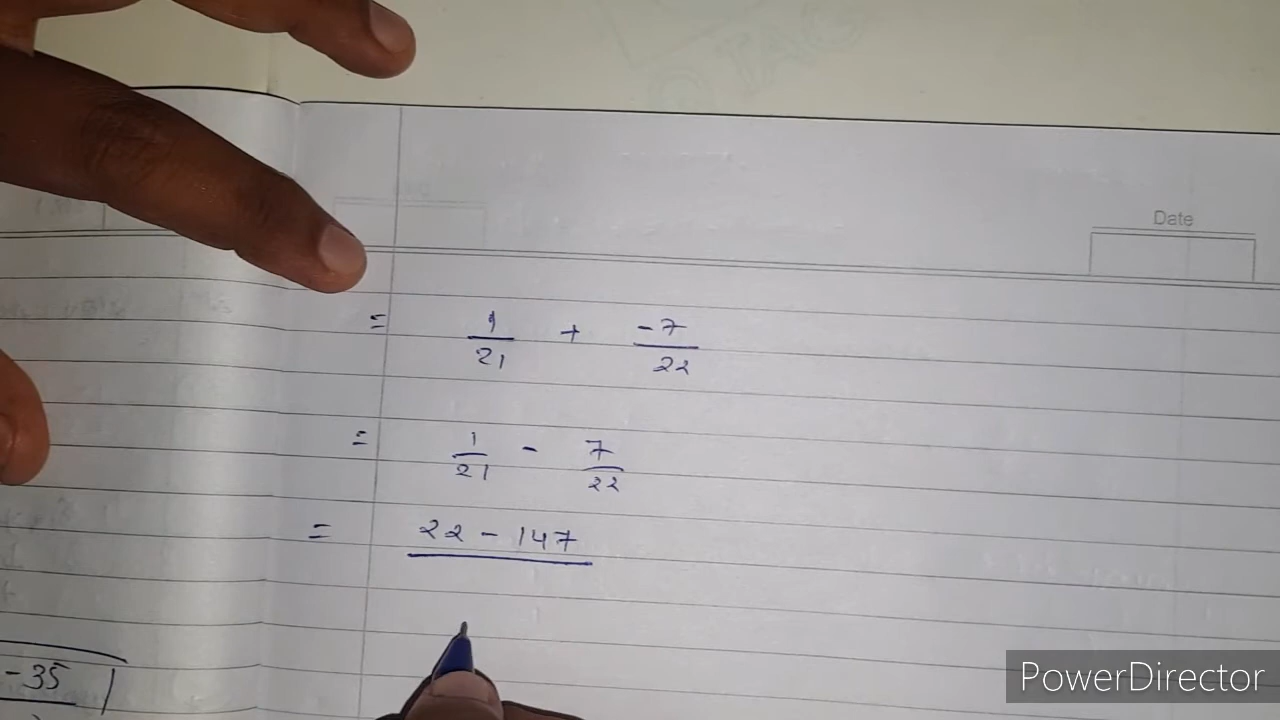 Date
= 1/21 + -7/22
= 1/21 - 7/22
= 22 - 147
-35
PowerDirector